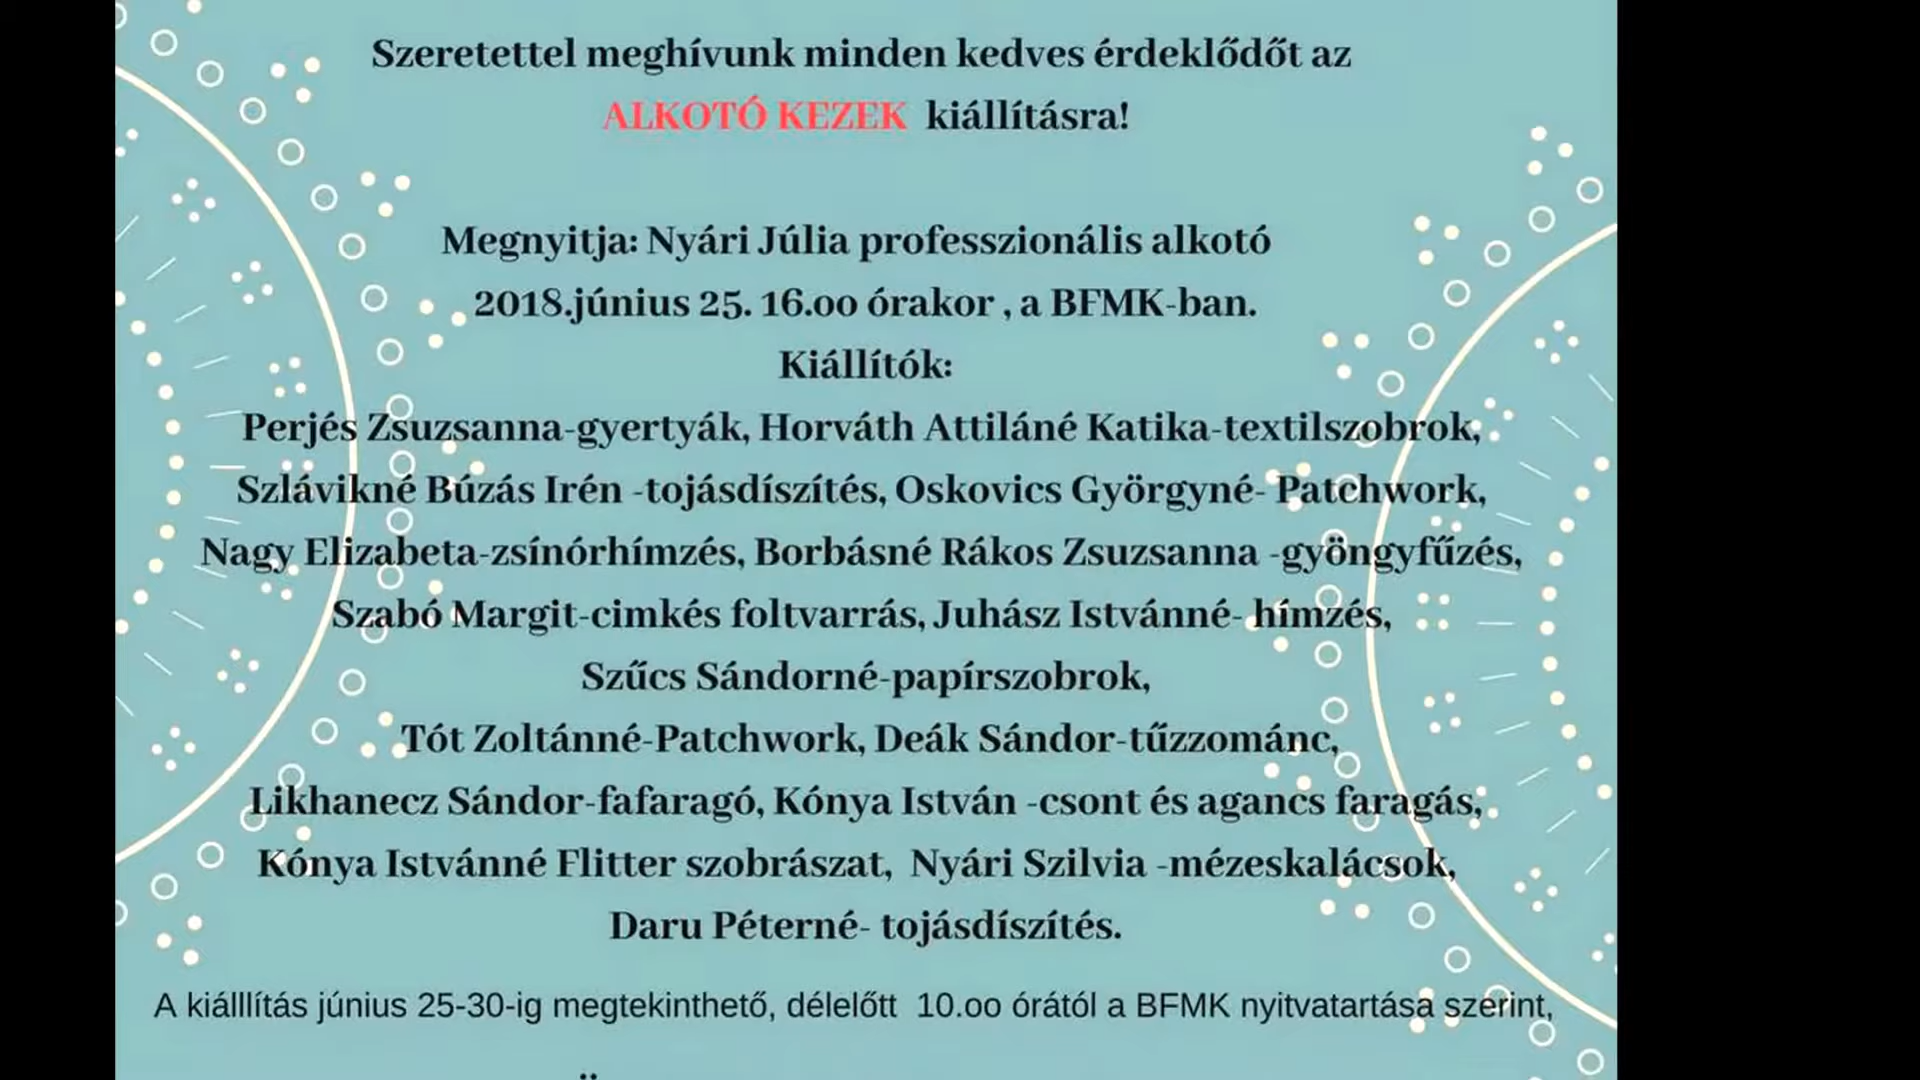 Szeretettel meghívunk minden kedves érdeklődőt az
ALKOTÓ KEZEK kiállításra!
Megnyitja: Nyári Júlia professzionális alkotó
2018.június 25. 16.oo órakor , a BFMK-ban.
Kiállítók:
Perjés Zsuzsanna-gyertyák, Horváth Attiláné Katika-textilszobrok,
Szlávikné Búzás Irén -tojásdíszítés, Oskovics Györgyné- Patchwork,
Nagy Elizabeta-zsínórhímzés, Borbásné Rákos Zsuzsanna -gyöngyfűzés,
Szabó Margit-cimkés foltvarrás, Juhász Istvánné- hímzés,
Szűcs Sándorné-papírszobrok,
Tót Zoltánné-Patchwork, Deák Sándor-tűzzománc,
Likhanecz Sándor-fafaragó, Kónya István -csont és agancs faragás,
Kónya Istvánné Flitter szobrászat, Nyári Szilvia -mézeskalácsok,
Daru Péterné- tojásdíszítés.
A kiálllítás június 25-30-ig megtekinthető, délelőtt 10.oo órától a BFMK nyitvatartása szerint,